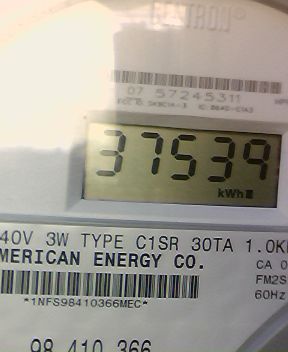 07 57245311
37539
kWh
40V 3W TYPE C1SR 30TA 1.0K
MERICAN ENERGY CO.
CA 0
FM2S
*1NFS98410366MEC*
60Hz
98 410 366